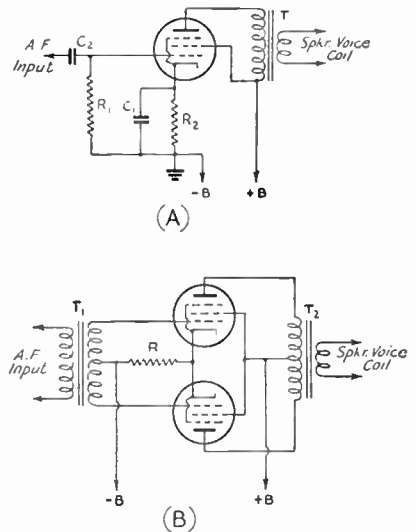 A.F Input
C₂
R₁
C₁
R₂
T
Spkr. Voice Coil
-B
+B
(A)
A.F Input
T₁
R
T₂
Spkr. Voice Coil
-B
+B
(B)